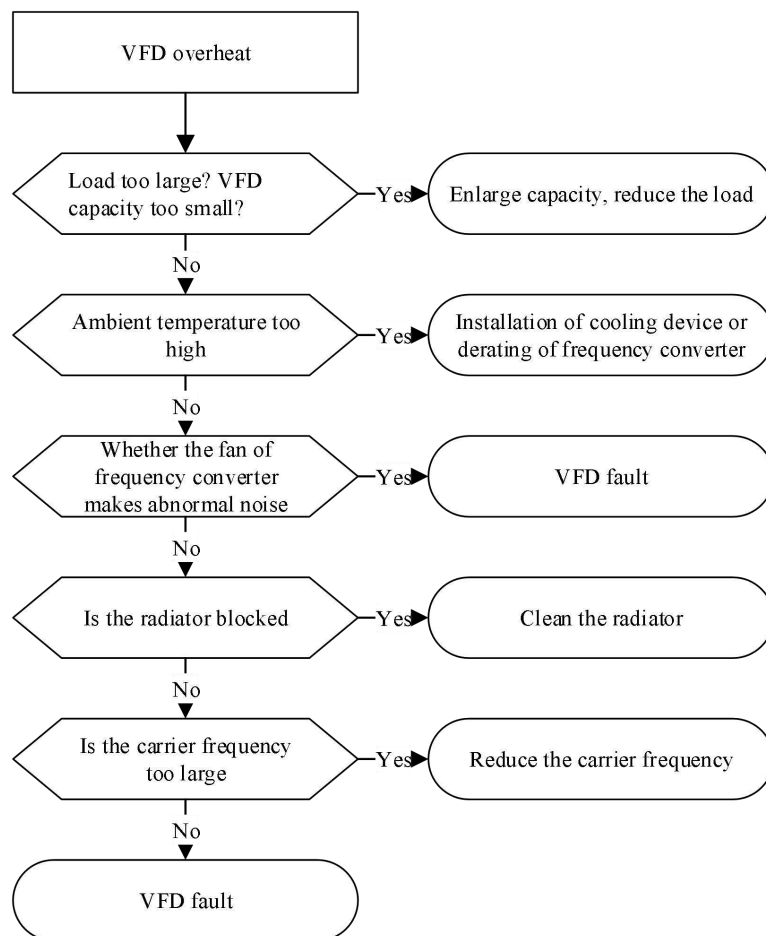 VFD overheat
Load too large? VFD
capacity too small?
Yes
Enlarge capacity, reduce the load
No
Ambient temperature too
high
Yes
Installation of cooling device or
derating of frequency converter
No
Whether the fan of
frequency converter
makes abnormal noise
Yes
VFD fault
No
Is the radiator blocked
Yes
Clean the radiator
No
Is the carrier frequency
too large
Yes
Reduce the carrier frequency
No
VFD fault